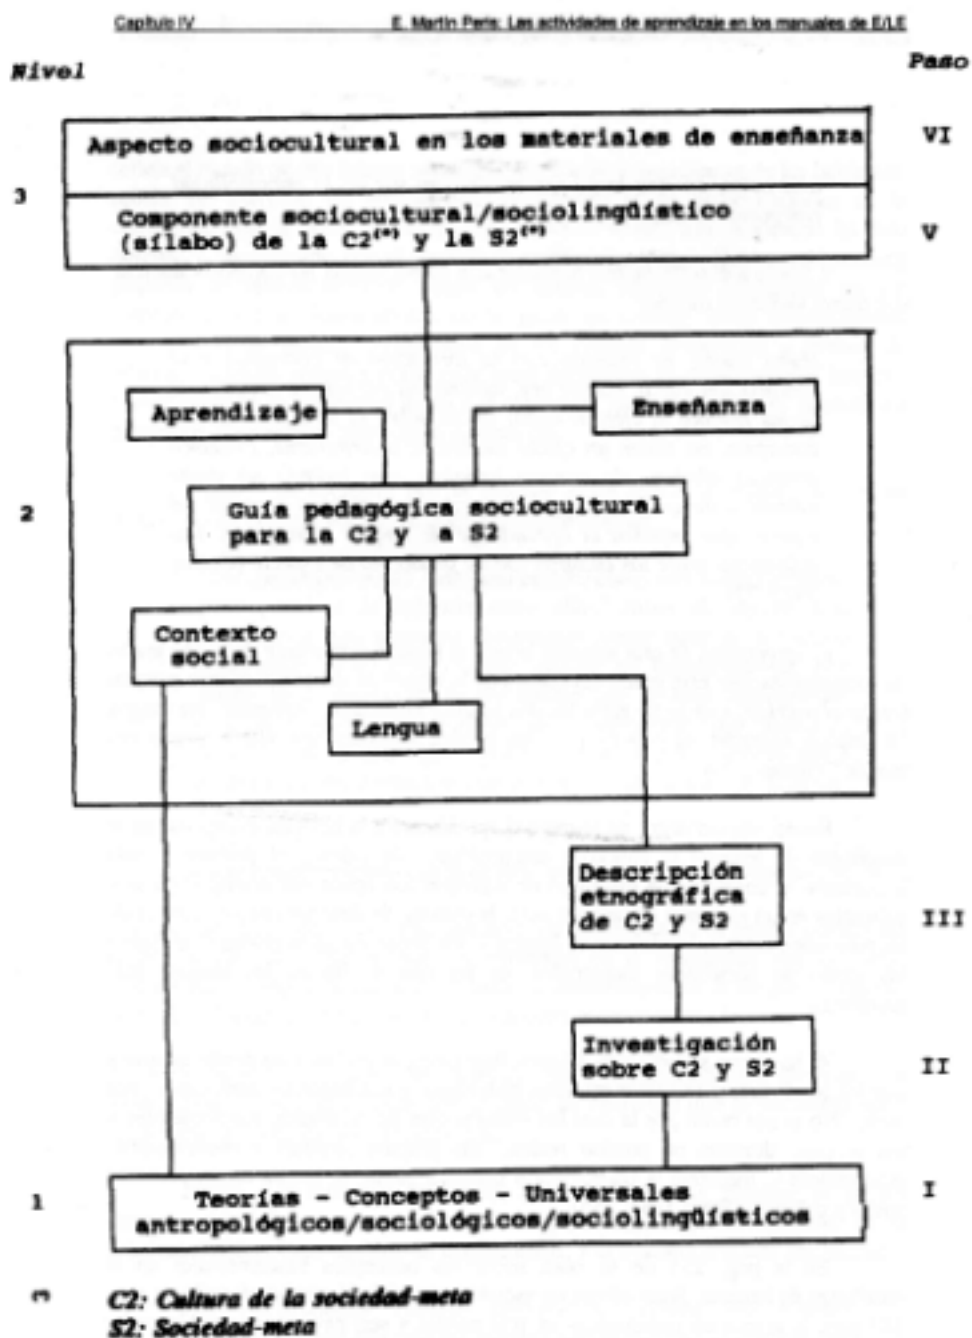 Capítulo IV E. Martín Peris: Las actividades de aprendizaje en los manuales de E/LE
Nivel Paso
Aspecto sociocultural en los materiales de enseñanza VI
3
Componente sociocultural/sociolingüístico
(sílabo) de la C2(*) y la S2(*) V
Aprendizaje Enseñanza
2
Guía pedagógica sociocultural
para la C2 y a S2
Contexto
social
Lengua
Descripción
etnográfica
de C2 y S2 III
Investigación
sobre C2 y S2 II
1 Teorías - Conceptos - Universales I
antropológicos/sociológicos/sociolingüísticos
3 C2: Cultura de la sociedad-meta
S2: Sociedad-meta